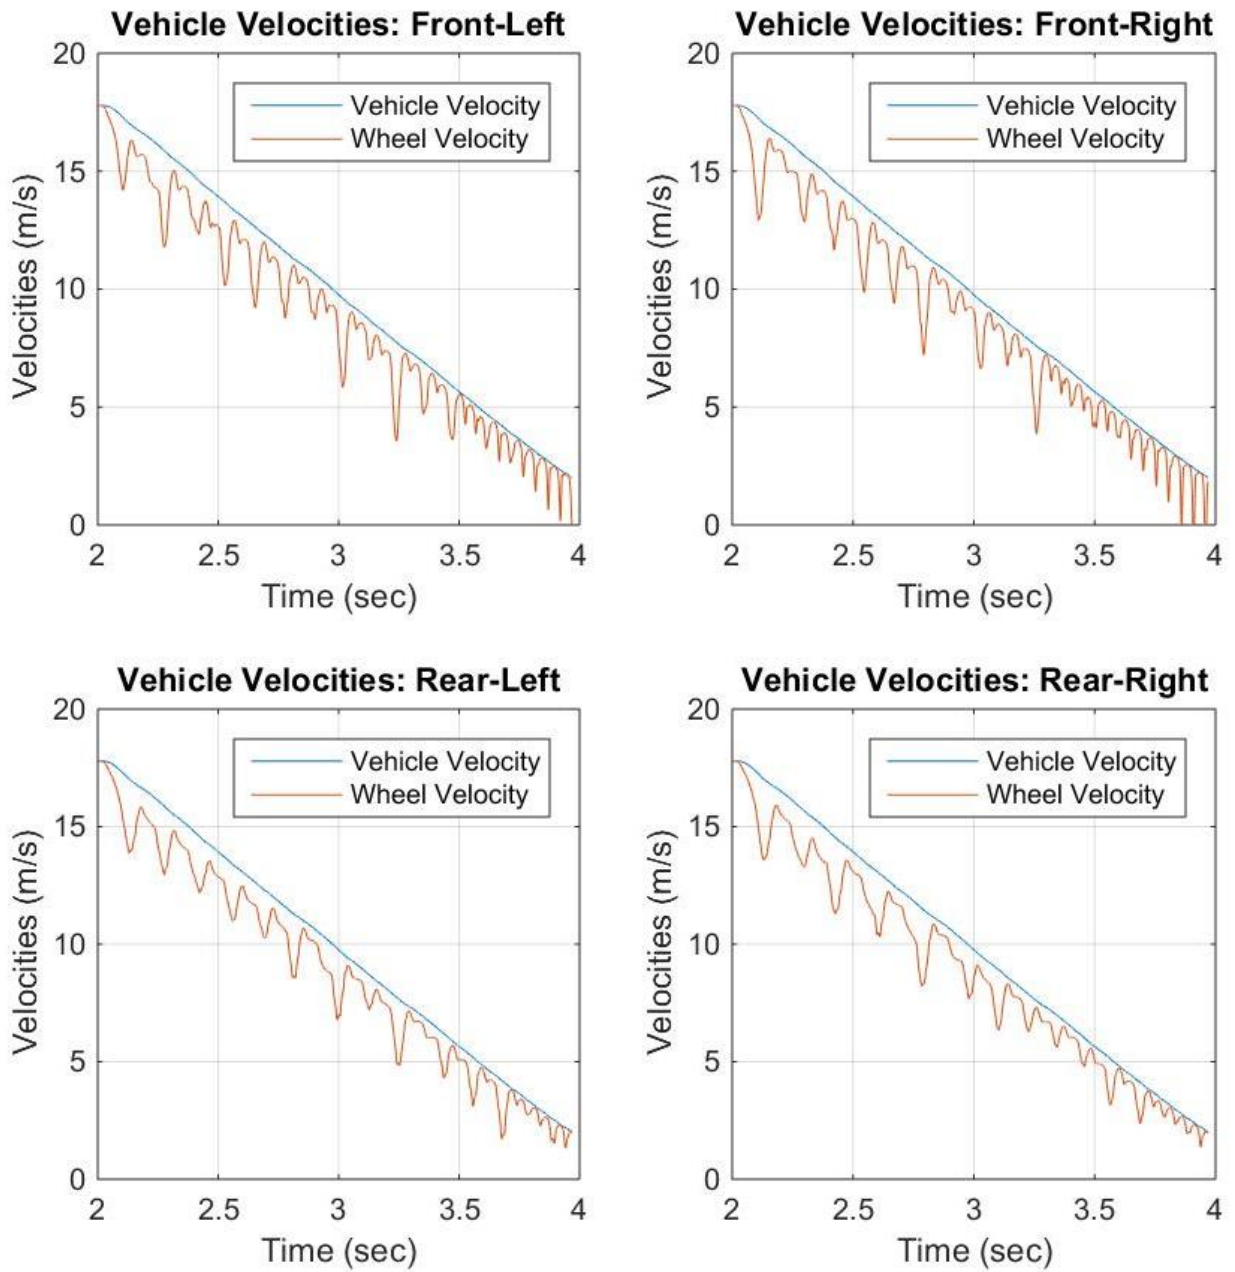 Vehicle Velocities: Front-Left
20
15
10
5
0
Velocities (m/s)
Vehicle Velocity
Wheel Velocity
2 2.5 3 3.5 4
Time (sec)
Vehicle Velocities: Front-Right
20
15
10
5
0
Velocities (m/s)
Vehicle Velocity
Wheel Velocity
2 2.5 3 3.5 4
Time (sec)
Vehicle Velocities: Rear-Left
20
15
10
5
0
Velocities (m/s)
Vehicle Velocity
Wheel Velocity
2 2.5 3 3.5 4
Time (sec)
Vehicle Velocities: Rear-Right
20
15
10
5
0
Velocities (m/s)
Vehicle Velocity
Wheel Velocity
2 2.5 3 3.5 4
Time (sec)